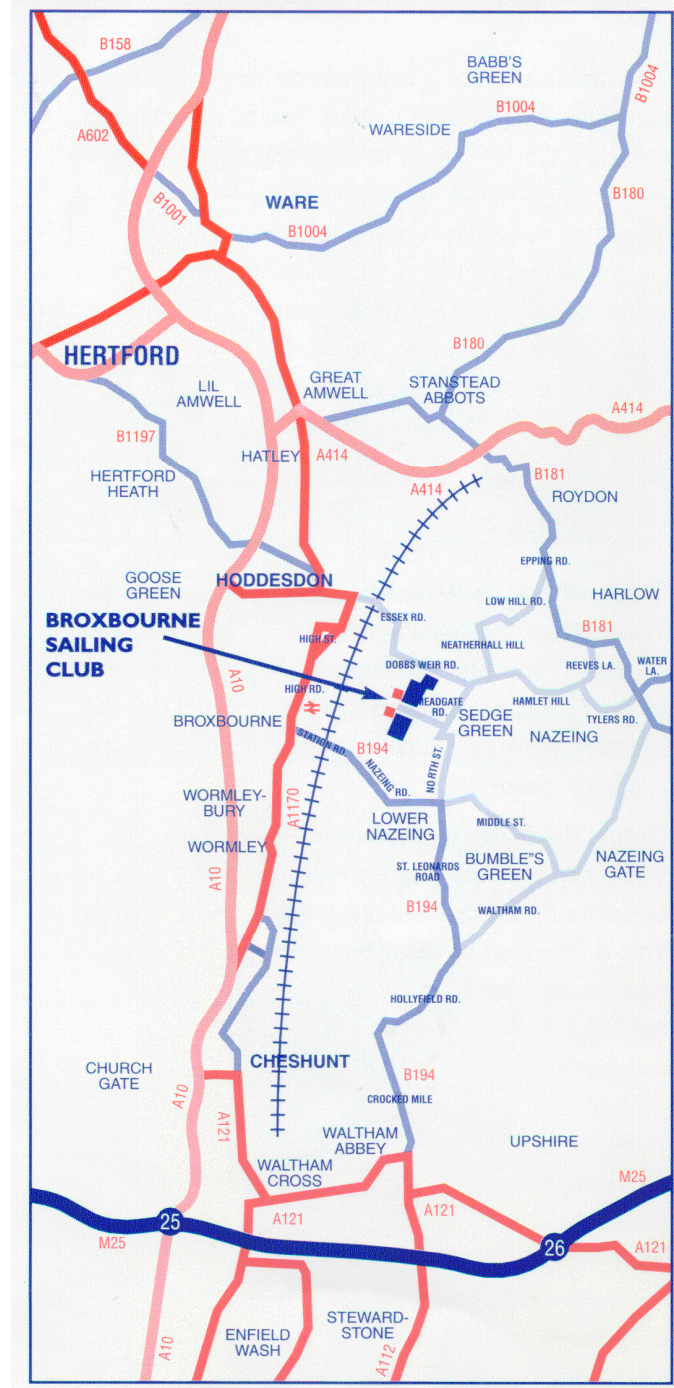 B158
BABB'S
GREEN
B1004
B1004
A602
WARESIDE
B1001
WARE
B180
B1004
B180
HERTFORD
GREAT
AMWELL
STANSTEAD
ABBOTS
LIL
AMWELL
A414
B1197
HATLEY
A414
HERTFORD
HEATH
A414
B181
ROYDON
EPPING RD.
GOOSE
GREEN
HODDESDON
HARLOW
LOW HILL RD.
ESSEX RD.
BROXBOURNE
SAILING
CLUB
HIGH ST.
B181
NEATHERHALL HILL
DOBBS WEIR RD.
REEVES LA.
WATER
LA.
A10
HIGH RD.
MEADGATE
RD.
HAMLET HILL
SEDGE
GREEN
TYLERS RD.
BROXBOURNE
NAZEING
STATION RD.
B194
NORTH ST.
NAZEING RD.
WORMLEY-
BURY
A1170
LOWER
NAZEING
MIDDLE ST.
WORMLEY
BUMBLE"S
GREEN
NAZEING
GATE
ST. LEONARDS
ROAD
A10
B194
WALTHAM RD.
HOLLYFIELD RD.
CHESHUNT
CHURCH
GATE
B194
A10
CROCKED MILE
A121
WALTHAM
ABBEY
UPSHIRE
WALTHAM
CROSS
M25
A121
A121
25
M25
26
A121
STEWARD-
STONE
ENFIELD
WASH
A10
A112